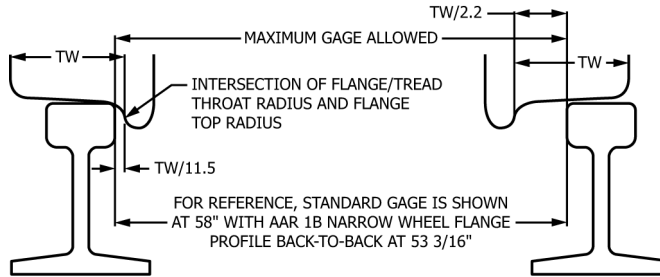 TW/2.2
MAXIMUM GAGE ALLOWED
TW
TW
INTERSECTION OF FLANGE/TREAD
THROAT RADIUS AND FLANGE
TOP RADIUS
TW/11.5
FOR REFERENCE, STANDARD GAGE IS SHOWN
AT 58" WITH AAR 1B NARROW WHEEL FLANGE
PROFILE BACK-TO-BACK AT 53 3/16"